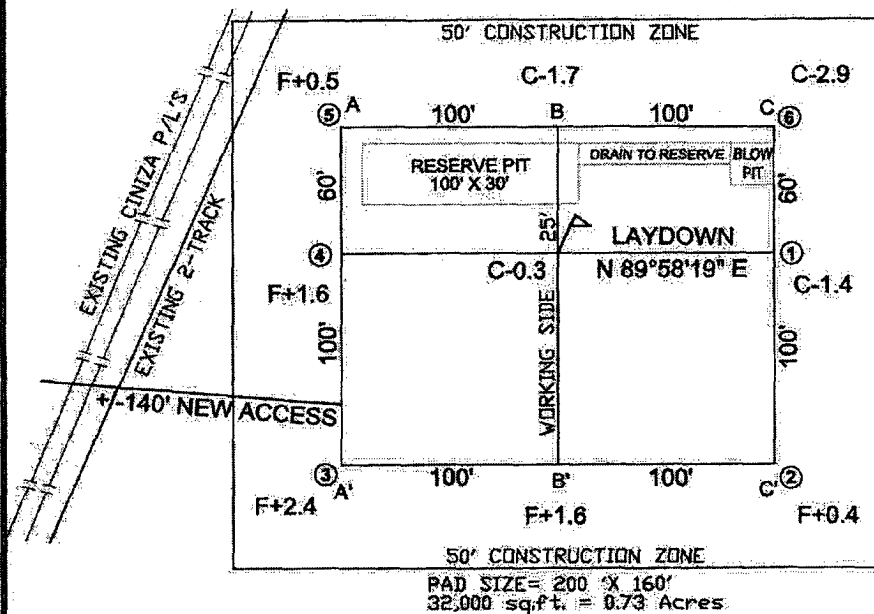 50' CONSTRUCTION ZONE
F+0.5
C-1.7
C-2.9
⑤ A
100'
B
100'
C ⑥
RESERVE PIT
100' X 30'
DRAIN TO RESERVE
BLOW
PIT
60'
60'
25'
LAYDOWN
④
C-0.3
N 89°58'19" E
①
F+1.6
C-1.4
EXISTING CINIZA P/L'S
EXISTING 2-TRACK
100'
WORKING SIDE
100'
+-140' NEW ACCESS
③ A'
100'
B'
100'
C' ②
F+2.4
F+1.6
F+0.4
50' CONSTRUCTION ZONE
PAD SIZE= 200 'X 160'
32,000 sq.ft. = 0.73 Acres